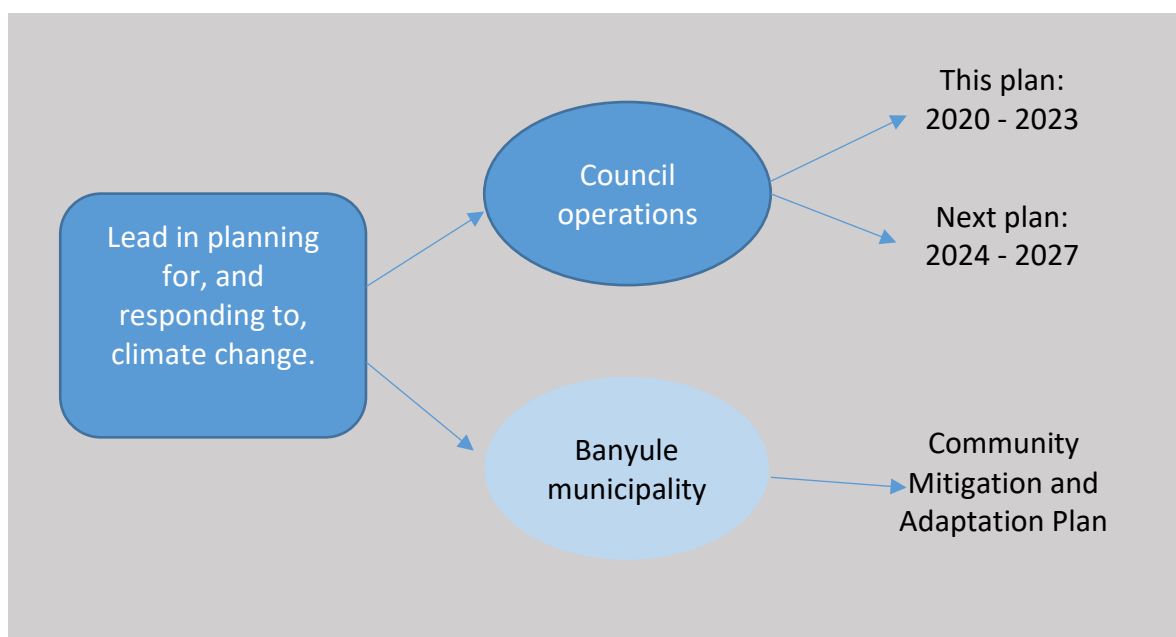 Lead in planning
for, and
responding to,
climate change.
Council
operations
This plan:
2020 - 2023
Next plan:
2024 - 2027
Banyule
municipality
Community
Mitigation and
Adaptation Plan